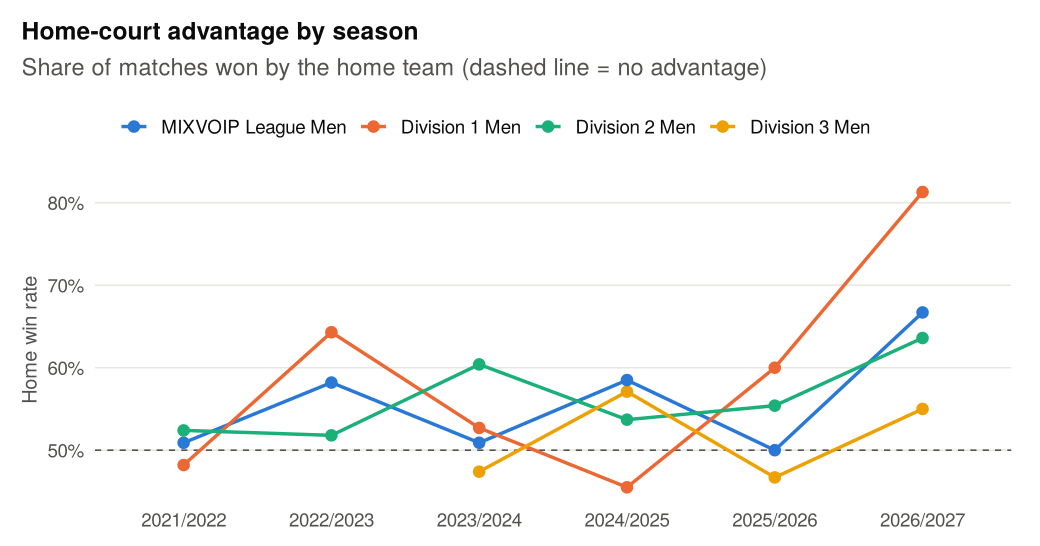 Home-court advantage by season
Share of matches won by the home team (dashed line = no advantage)
MIXVOIP League Men Division 1 Men Division 2 Men Division 3 Men
Home win rate
80%
70%
60%
50%
2021/2022 2022/2023 2023/2024 2024/2025 2025/2026 2026/2027